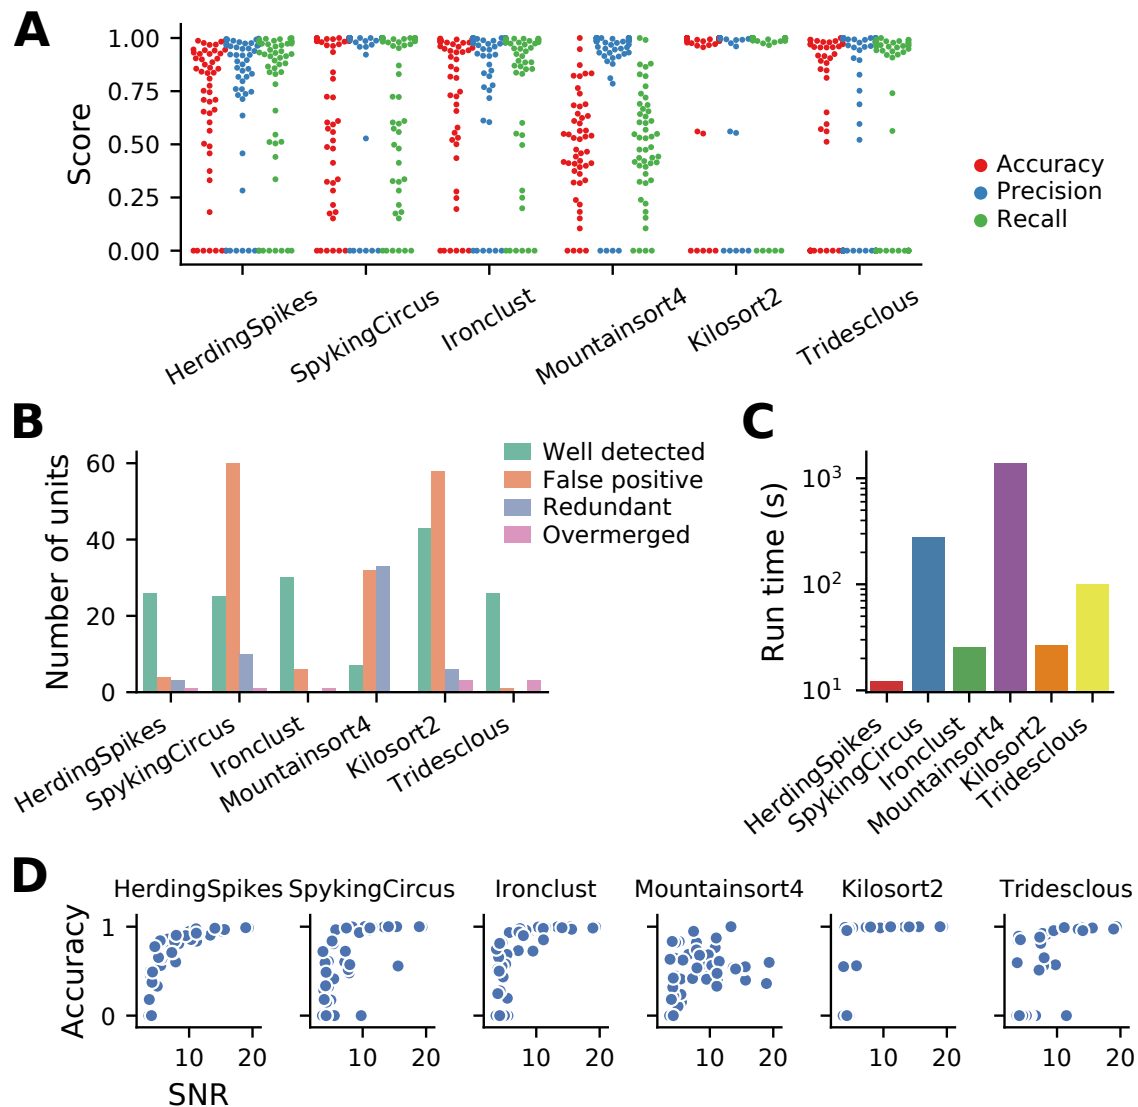 A
Score
1.00
0.75
0.50
0.25
0.00
HerdingSpikes
SpykingCircus
Ironclust
Mountainsort4
Kilosort2
Tridesclous
Accuracy
Precision
Recall
B
Number of units
60
40
20
0
HerdingSpikes
SpykingCircus
Ironclust
Mountainsort4
Kilosort2
Tridesclous
Well detected
False positive
Redundant
Overmerged
C
Run time (s)
10³
10²
10¹
HerdingSpikes
SpykingCircus
Ironclust
Mountainsort4
Kilosort2
Tridesclous
D
HerdingSpikes SpykingCircus Ironclust Mountainsort4 Kilosort2 Tridesclous
Accuracy
1
0
10 20 10 20 10 20 10 20 10 20 10 20
SNR